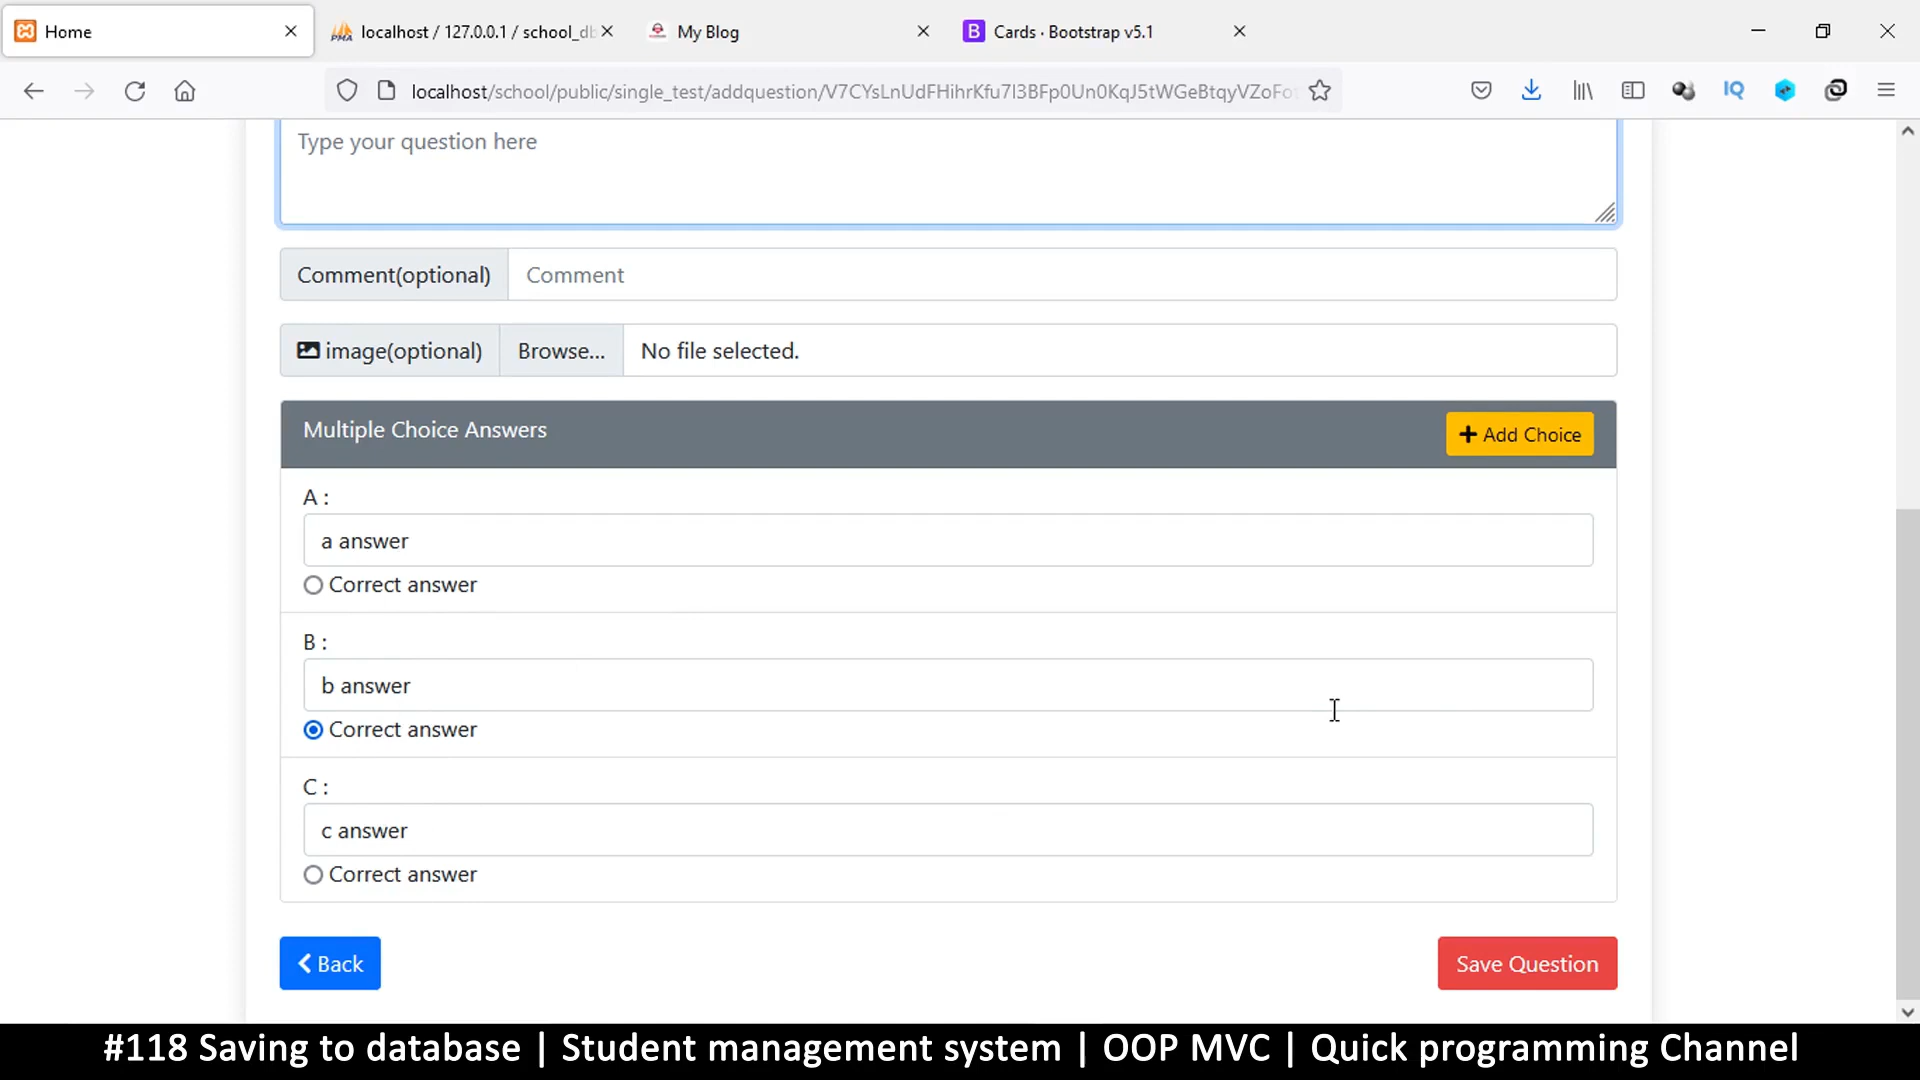 Home
localhost / 127.0.0.1 / school_db
My Blog
B Cards · Bootstrap v5.1
localhost/school/public/single_test/addquestion/V7CYsLnUdFHihrKfu7I3BFp0Un0KqJ5tWGeBtqyVZoFo
IQ
Type your question here
Comment(optional) Comment
image(optional) Browse... No file selected.
Multiple Choice Answers
+ Add Choice
A :
a answer
Correct answer
B :
b answer
Correct answer
C :
c answer
Correct answer
Back
Save Question
#118 Saving to database | Student management system | OOP MVC | Quick programming Channel